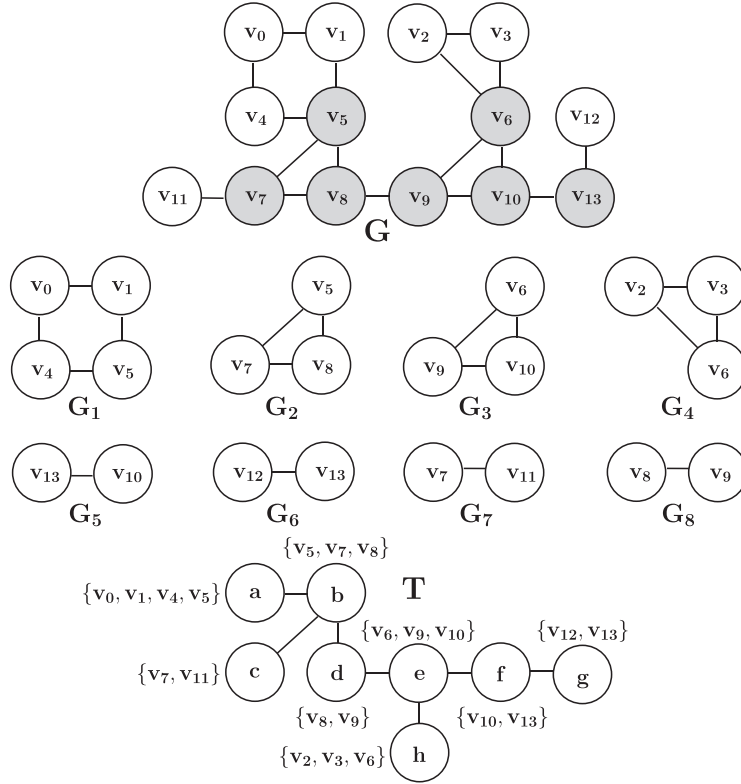 v₀ v₁ v₂ v₃
v₄ v₅ v₆ v₁₂
v₁₁ v₇ v₈ v₉ v₁₀ v₁₃
G
v₀ v₁ v₅ v₆ v₂ v₃
v₄ v₅ v₇ v₈ v₉ v₁₀ v₆
G₁ G₂ G₃ G₄
v₁₃ v₁₀ v₁₂ v₁₃ v₇ v₁₁ v₈ v₉
G₅ G₆ G₇ G₈
{v₅, v₇, v₈}
{v₀, v₁, v₄, v₅} a b T
{v₆, v₉, v₁₀} {v₁₂, v₁₃}
{v₇, v₁₁} c d e f g
{v₈, v₉} {v₁₀, v₁₃}
{v₂, v₃, v₆} h